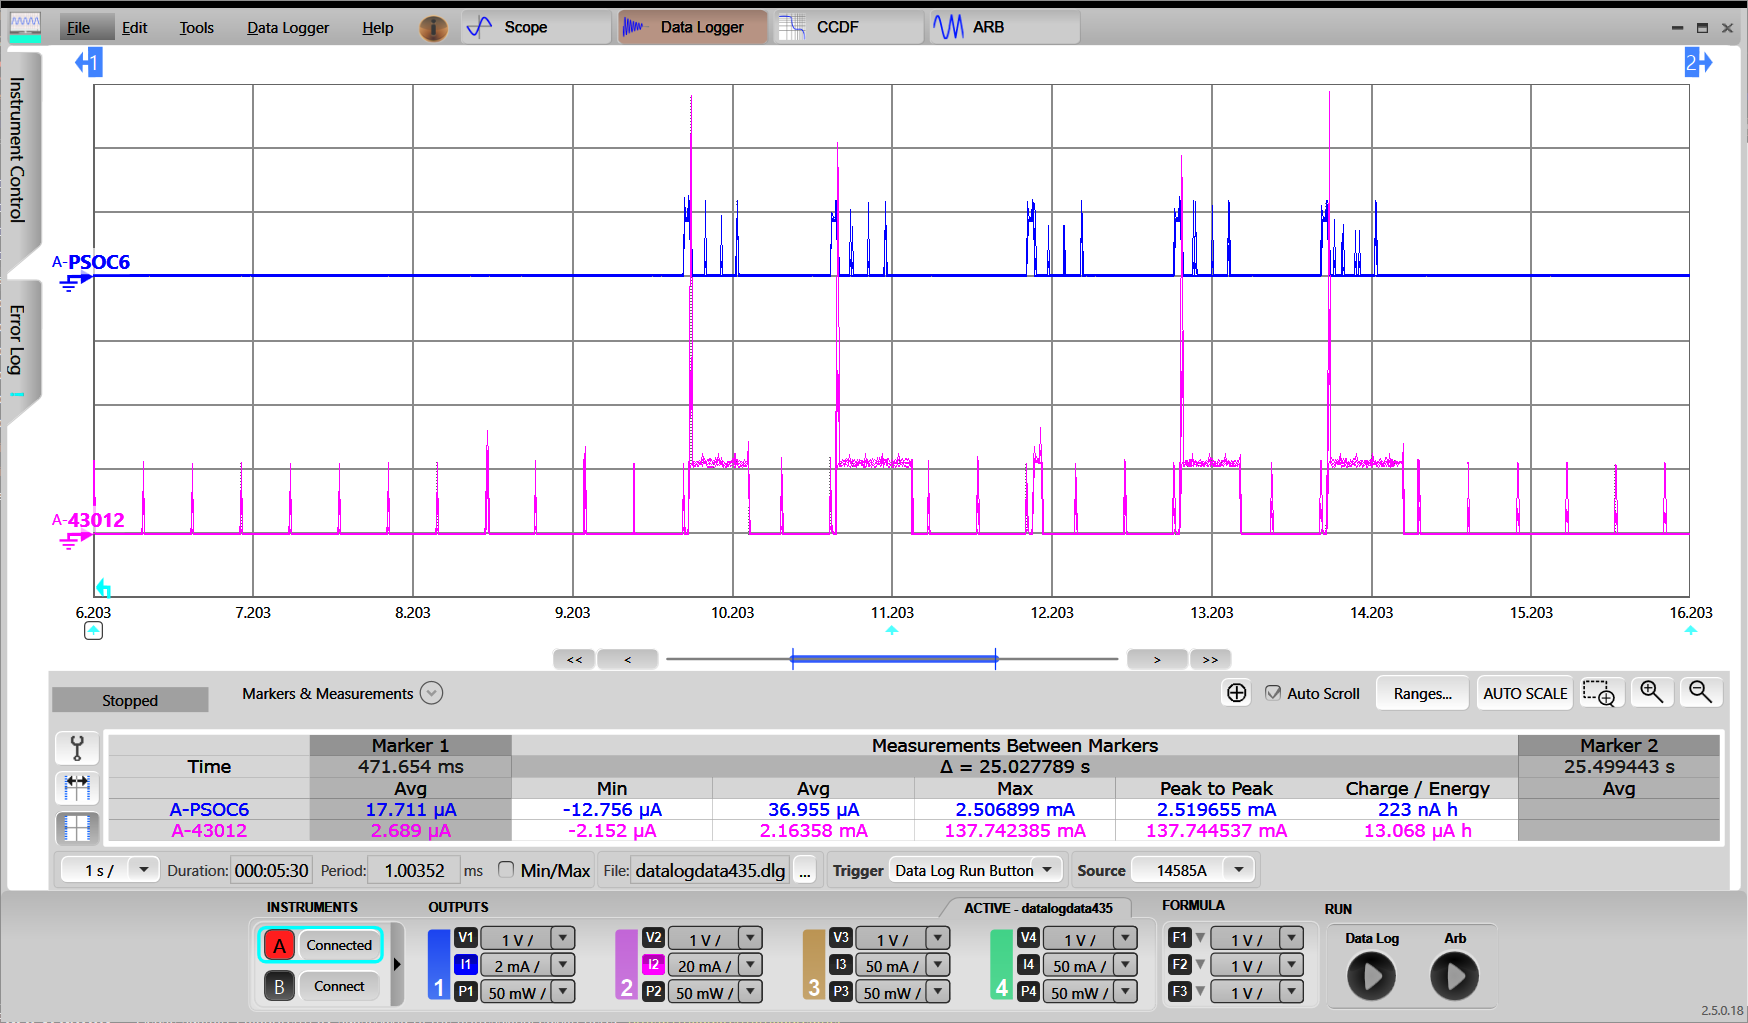 File Edit Tools Data Logger Help i Scope Data Logger CCDF ARB
1 2
Instrument Control
Error Log
A-PSOC6
A-43012
6.203 7.203 8.203 9.203 10.203 11.203 12.203 13.203 14.203 15.203 16.203
<< < > >>
Stopped Markers & Measurements Auto Scroll Ranges... AUTO SCALE
Marker 1 Measurements Between Markers Marker 2
Time 471.654 ms Δ = 25.027789 s 25.499443 s
Avg Min Avg Max Peak to Peak Charge / Energy Avg
A-PSOC6 17.711 µA -12.756 µA 36.955 µA 2.506899 mA 2.519655 mA 223 nA h
A-43012 2.689 µA -2.152 µA 2.16358 mA 137.742385 mA 137.744537 mA 13.068 µA h
1 s / Duration: 000:05:30 Period: 1.00352 ms Min/Max File: datalogdata435.dlg ... Trigger Data Log Run Button Source 14585A
INSTRUMENTS OUTPUTS ACTIVE - datalogdata435 FORMULA RUN
A Connected V1 1 V / V2 1 V / V3 1 V / V4 1 V / F1 1 V / Data Log Arb
I1 2 mA / I2 20 mA / I3 50 mA / I4 50 mA / F2 1 V /
B Connect 1 P1 50 mW / 2 P2 50 mW / 3 P3 50 mW / 4 P4 50 mW / F3 1 V /
2.5.0.18